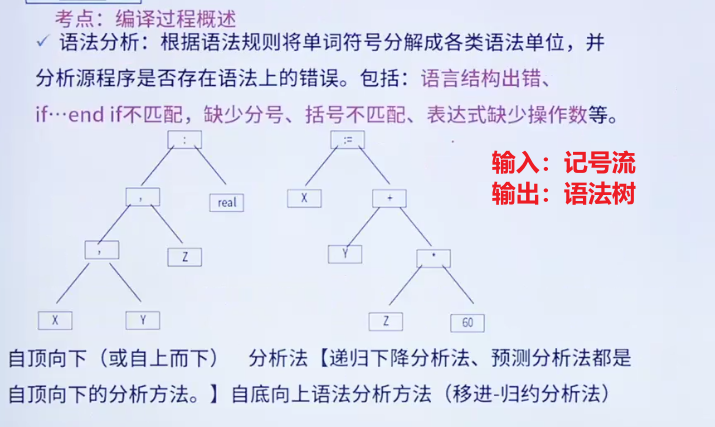 考点：编译过程概述
✓ 语法分析：根据语法规则将单词符号分解成各类语法单位，并
分析源程序是否存在语法上的错误。包括：语言结构出错、
if…end if不匹配，缺少分号、括号不匹配、表达式缺少操作数等。
输入：记号流
输出：语法树
:
,
real
,
Z
X
Y
:=
X
+
Y
*
Z
60
自顶向下（或自上而下） 分析法【递归下降分析法、预测分析法都是
自顶向下的分析方法。】自底向上语法分析方法（移进-归约分析法）